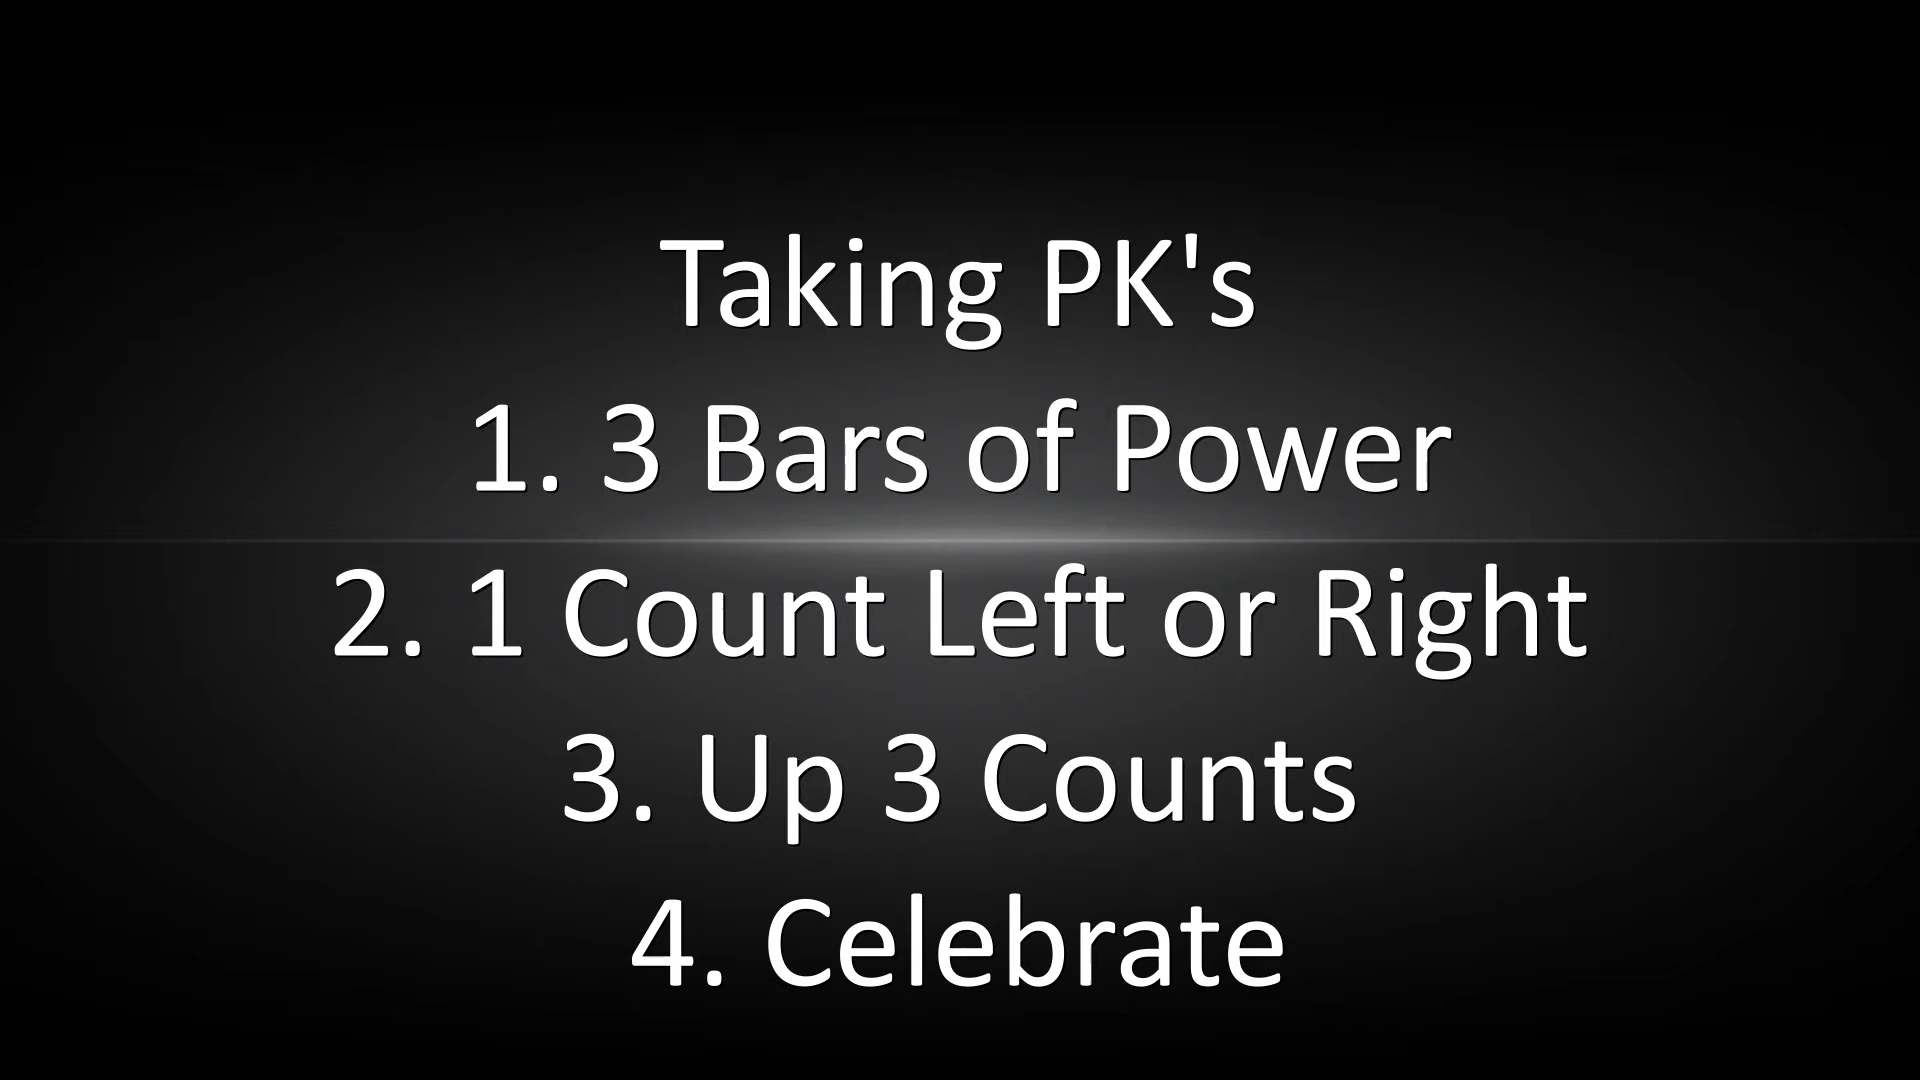 Taking PK's
1. 3 Bars of Power
2. 1 Count Left or Right
3. Up 3 Counts
4. Celebrate